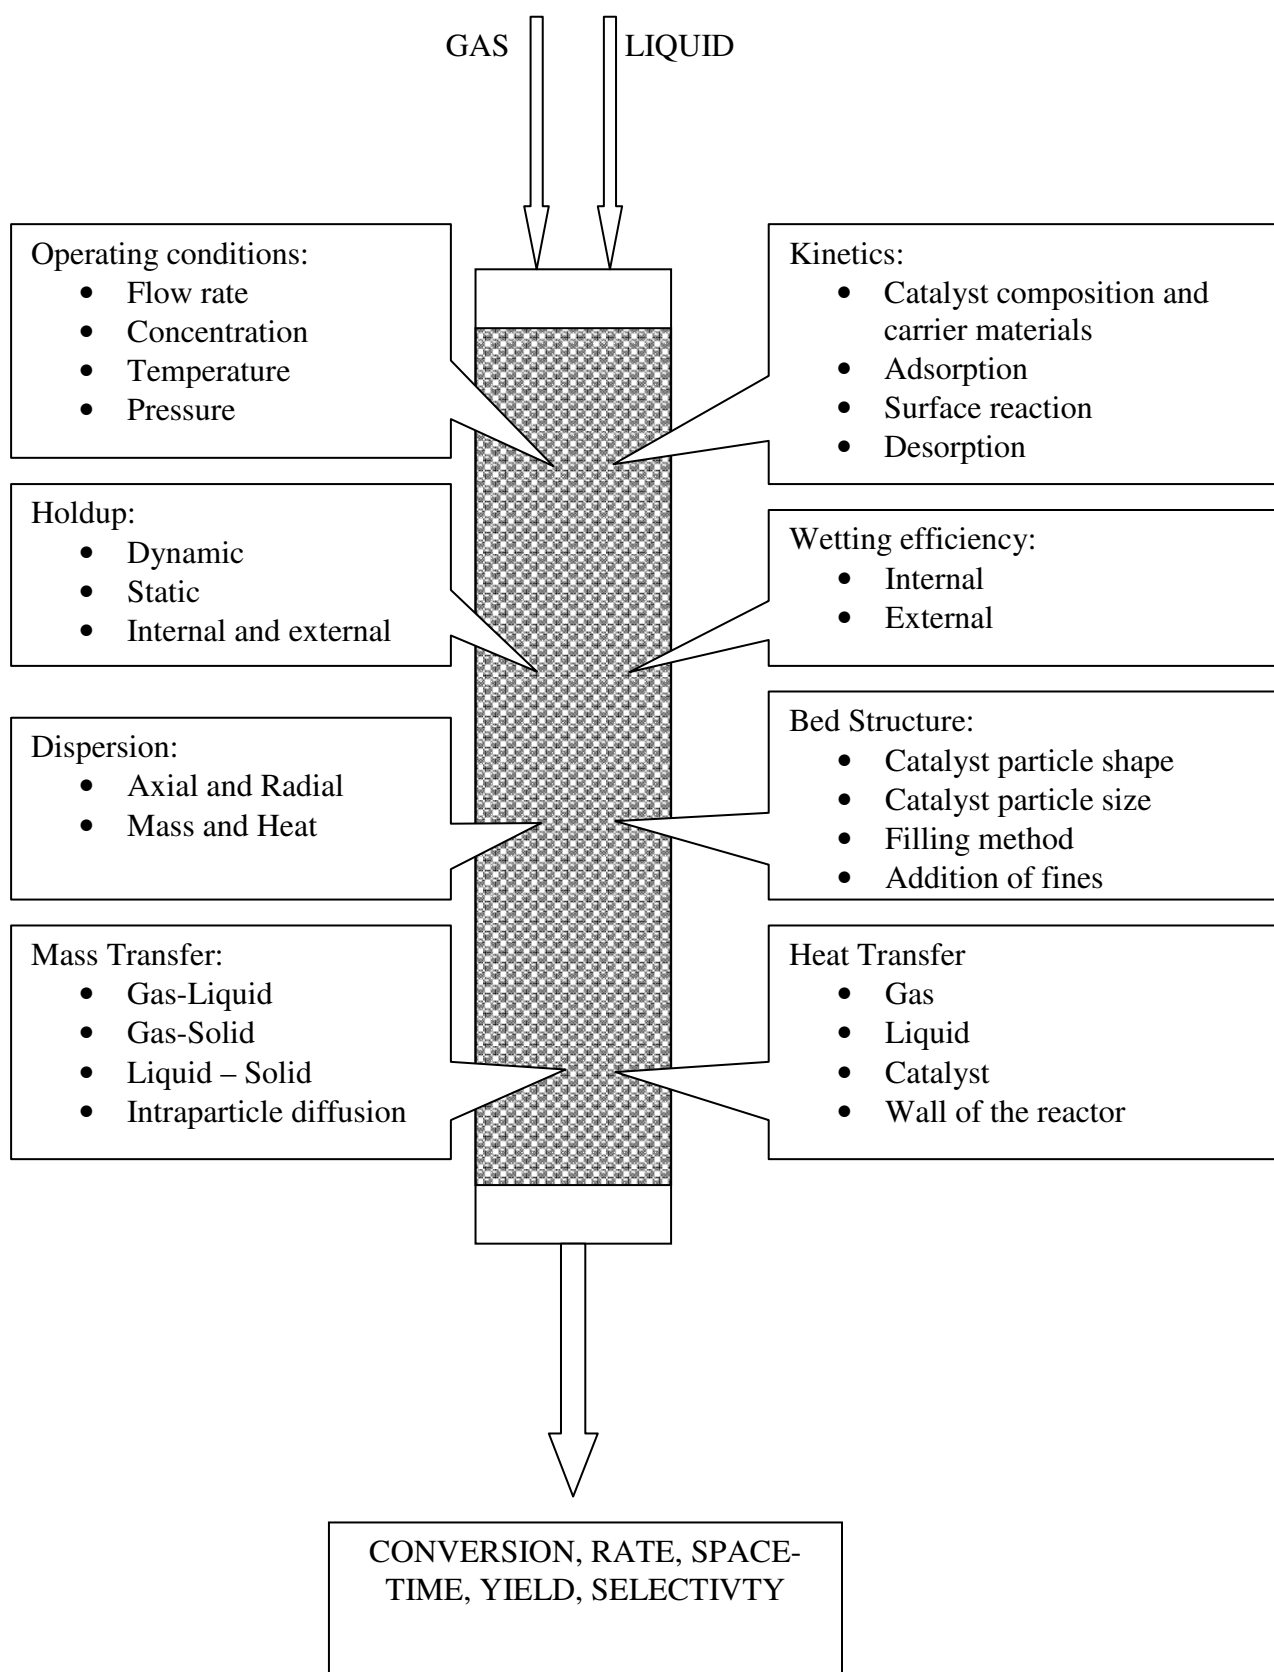 GAS
LIQUID
Operating conditions:
• Flow rate
• Concentration
• Temperature
• Pressure
Kinetics:
• Catalyst composition and
carrier materials
• Adsorption
• Surface reaction
• Desorption
Holdup:
• Dynamic
• Static
• Internal and external
Wetting efficiency:
• Internal
• External
Dispersion:
• Axial and Radial
• Mass and Heat
Bed Structure:
• Catalyst particle shape
• Catalyst particle size
• Filling method
• Addition of fines
Mass Transfer:
• Gas-Liquid
• Gas-Solid
• Liquid – Solid
• Intraparticle diffusion
Heat Transfer
• Gas
• Liquid
• Catalyst
• Wall of the reactor
CONVERSION, RATE, SPACE-
TIME, YIELD, SELECTIVTY